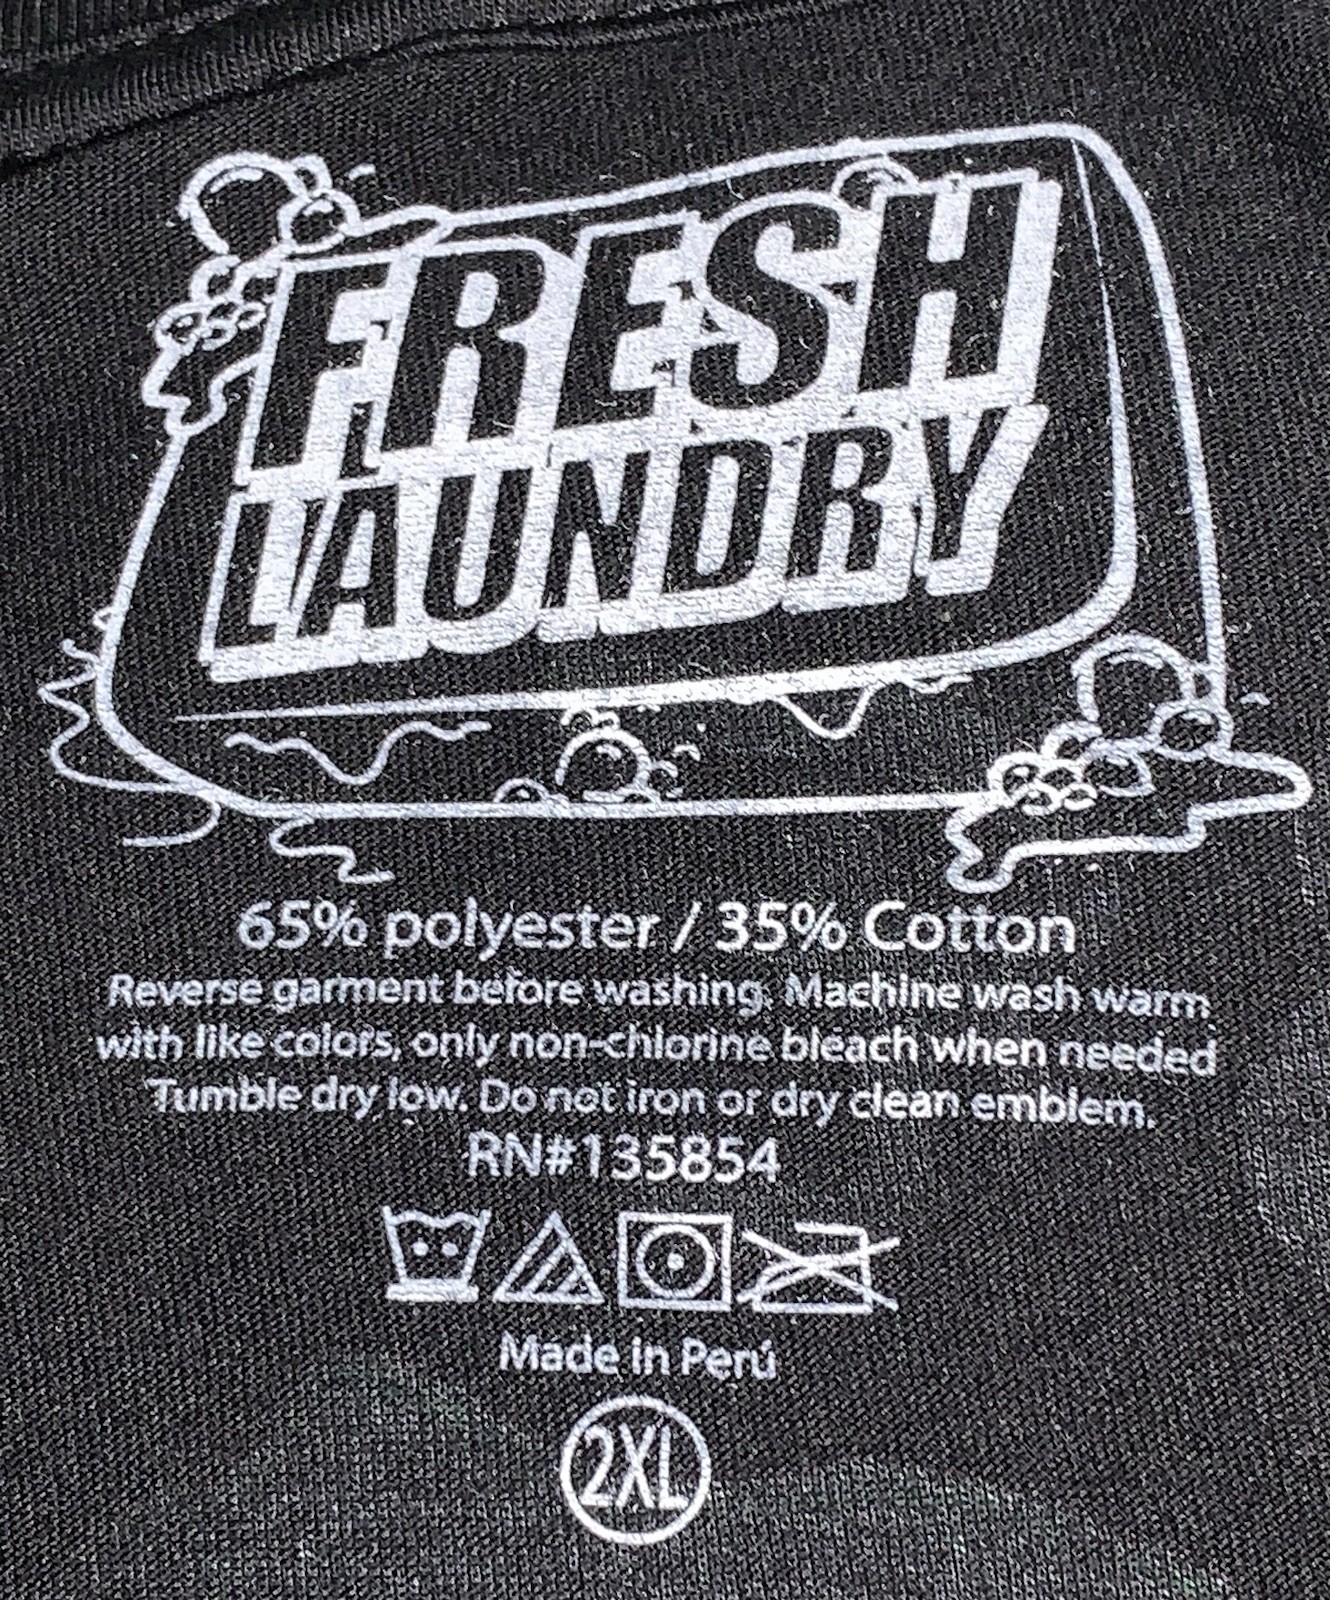 FRESH
LAUNDRY
65% polyester / 35% Cotton
Reverse garment before washing. Machine wash warm
with like colors, only non-chlorine bleach when needed
Tumble dry low. Do not iron or dry clean emblem.
RN#135854
Made in Perú
2XL